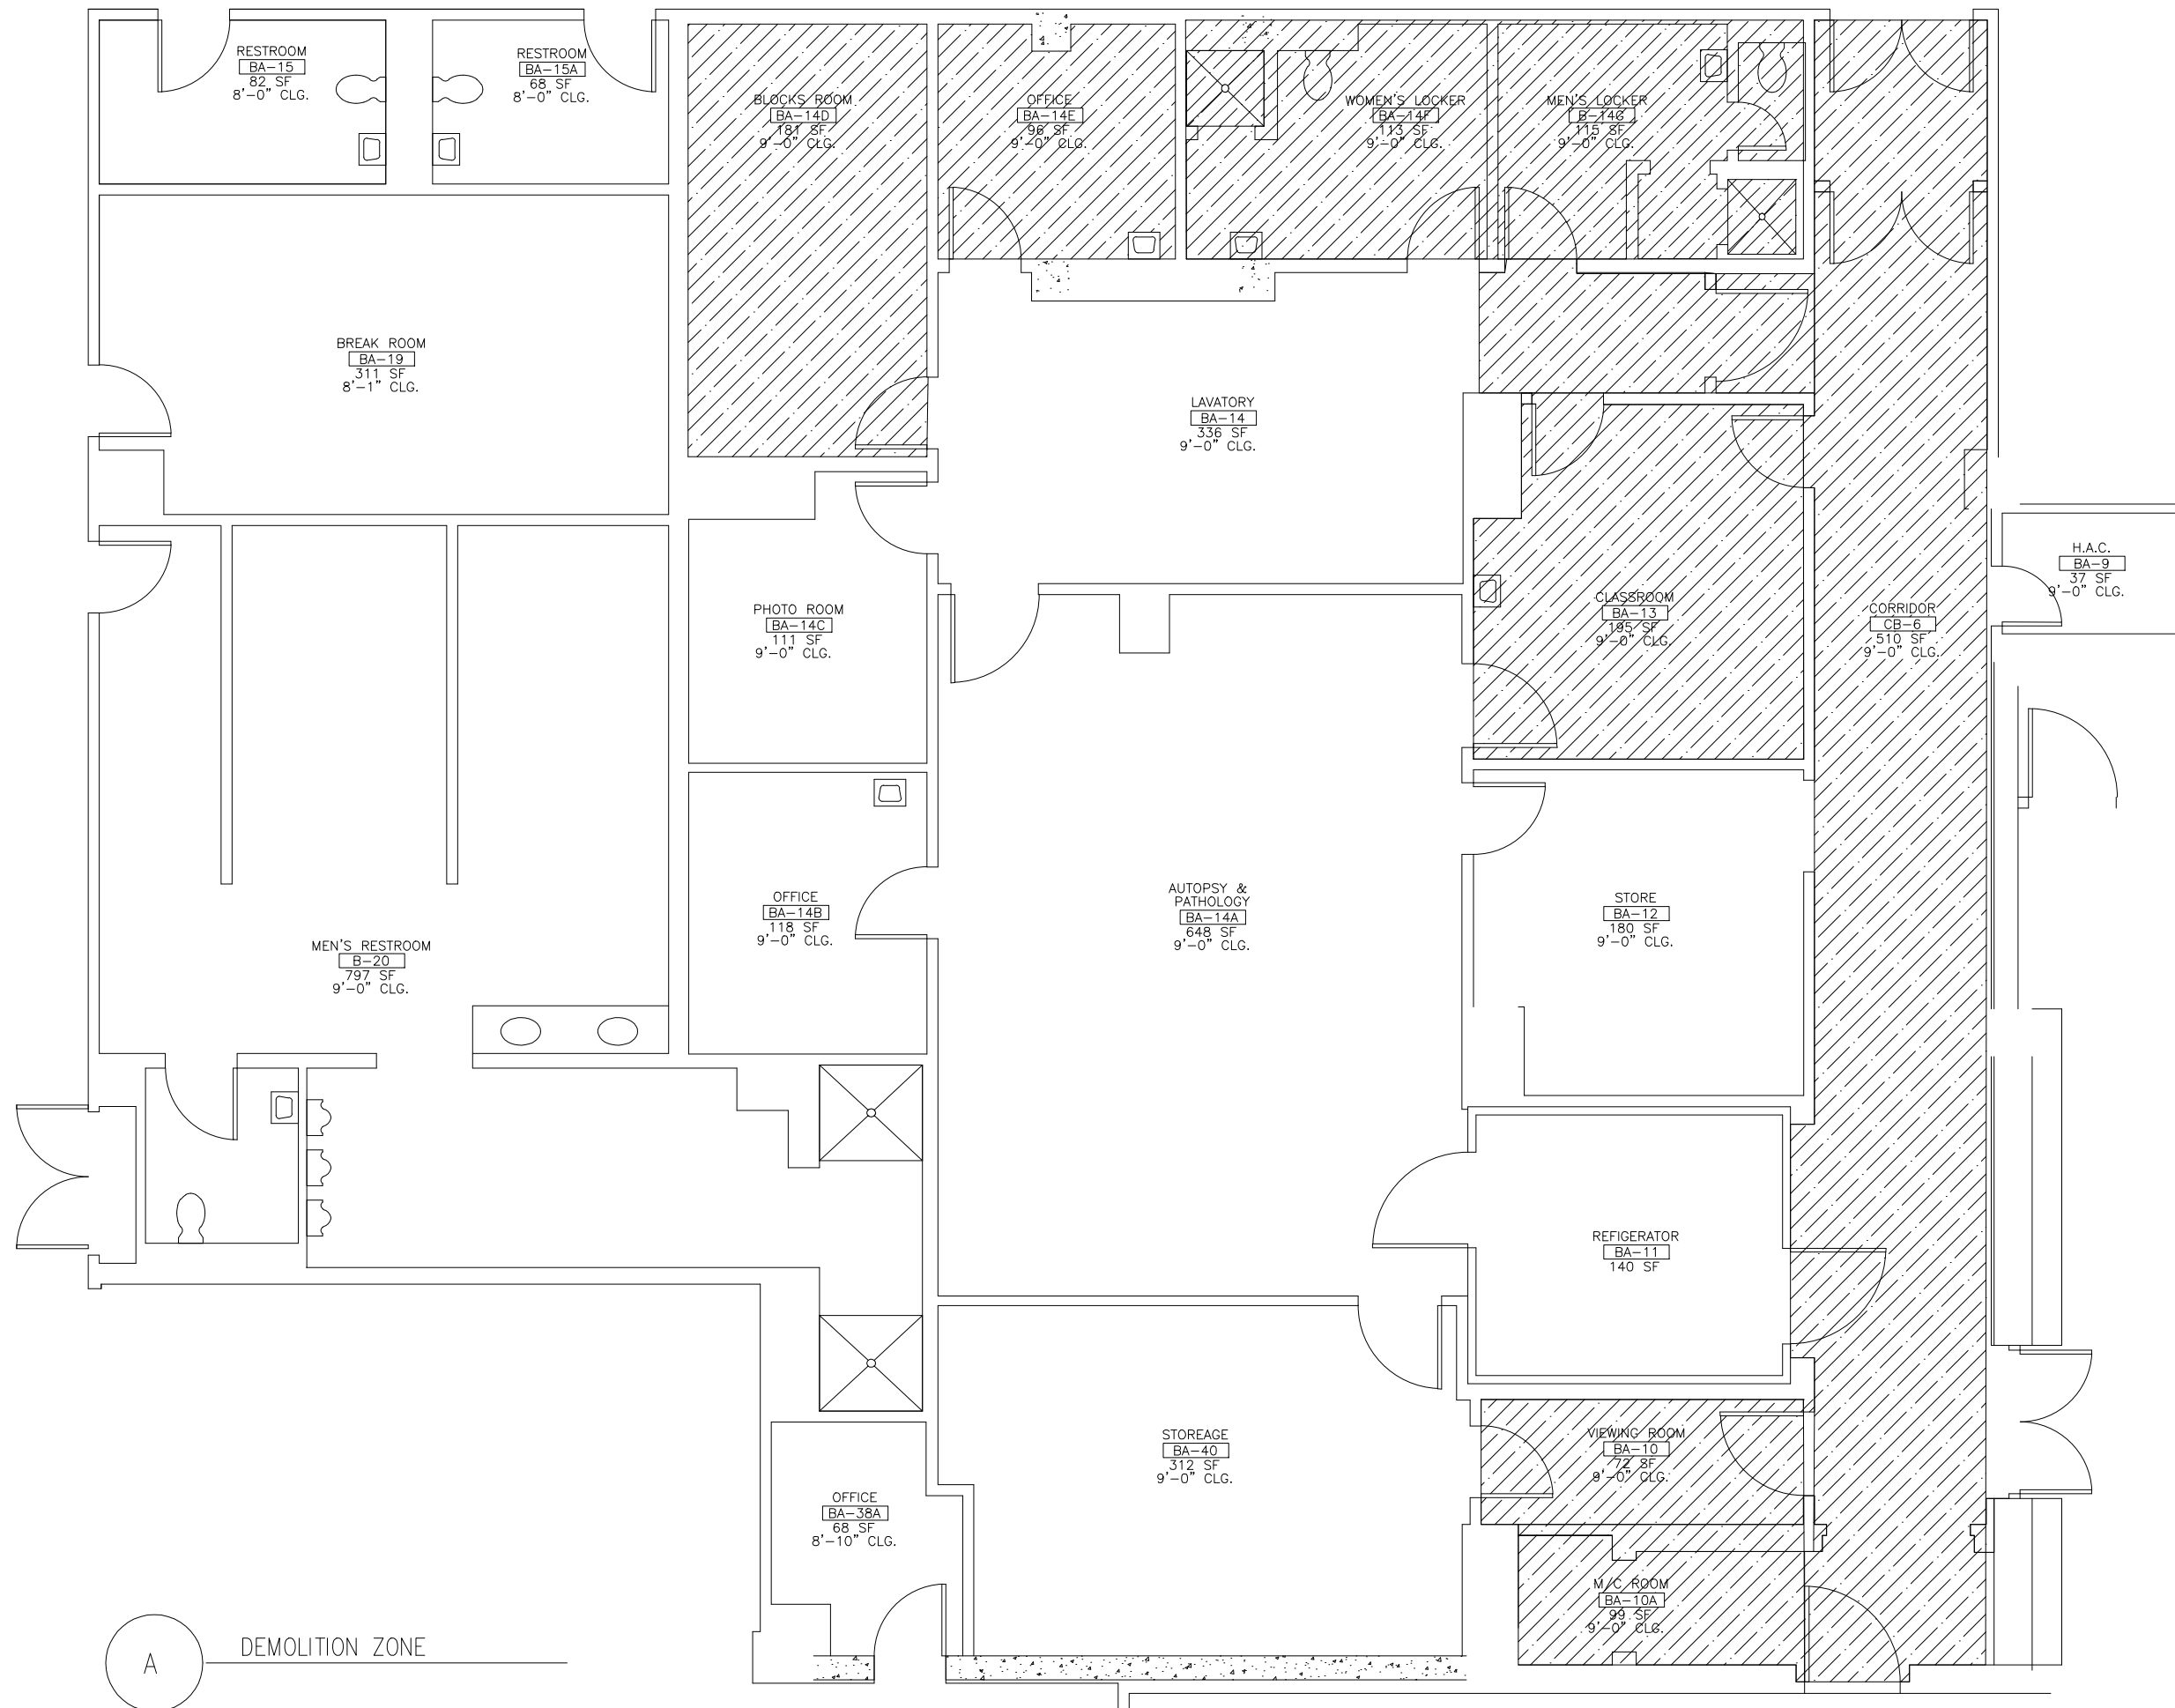 RESTROOM
BA-15
82 SF
8'-0" CLG.
RESTROOM
BA-15A
68 SF
8'-0" CLG.
BLOCKS ROOM
BA-14D
181 SF
9'-0" CLG.
OFFICE
BA-14E
96 SF
9'-0" CLG.
WOMEN'S LOCKER
BA-14F
113 SF
9'-0" CLG.
MEN'S LOCKER
B-14G
115 SF
9'-0" CLG.
BREAK ROOM
BA-19
311 SF
8'-1" CLG.
LAVATORY
BA-14
336 SF
9'-0" CLG.
H.A.C.
BA-9
37 SF
9'-0" CLG.
PHOTO ROOM
BA-14C
111 SF
9'-0" CLG.
CLASSROOM
BA-13
195 SF
9'-0" CLG.
CORRIDOR
CB-6
510 SF
9'-0" CLG.
MEN'S RESTROOM
B-20
797 SF
9'-0" CLG.
OFFICE
BA-14B
118 SF
9'-0" CLG.
AUTOPSY &
PATHOLOGY
BA-14A
648 SF
9'-0" CLG.
STORE
BA-12
180 SF
9'-0" CLG.
REFIGERATOR
BA-11
140 SF
STOREAGE
BA-40
312 SF
9'-0" CLG.
VIEWING ROOM
BA-10
72 SF
9'-0" CLG.
OFFICE
BA-38A
68 SF
8'-10" CLG.
M/C ROOM
BA-10A
99 SF
9'-0" CLG.
A
DEMOLITION ZONE